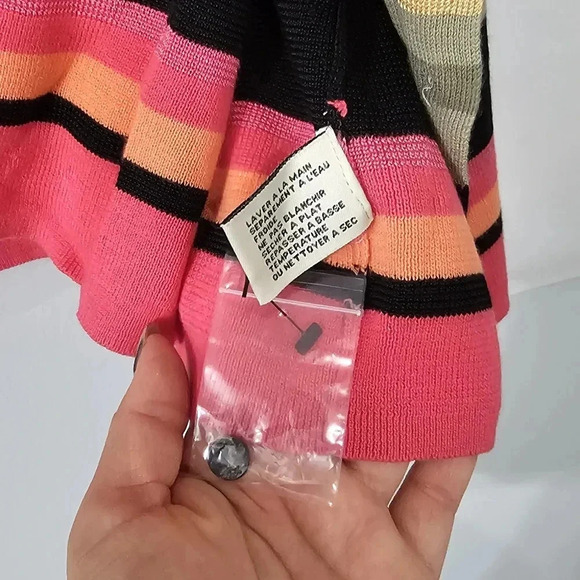 LAVER A LA MAIN
SEPAREMENT A L'EAU
FROIDE
NE PAS BLANCHIR
SECHER A PLAT
REPASSER A BASSE
TEMPERATURE
OU NETTOYER A SEC